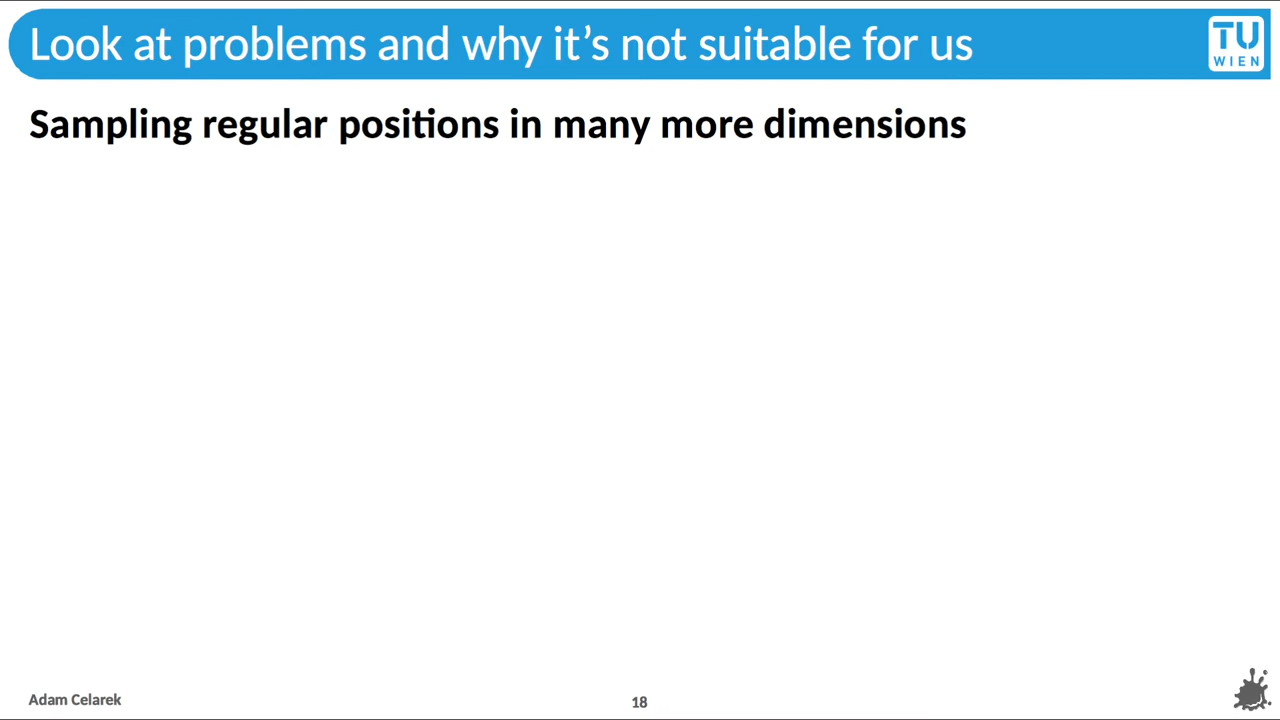 Look at problems and why it's not suitable for us
TU
WIEN
Sampling regular positions in many more dimensions
Adam Celarek
18